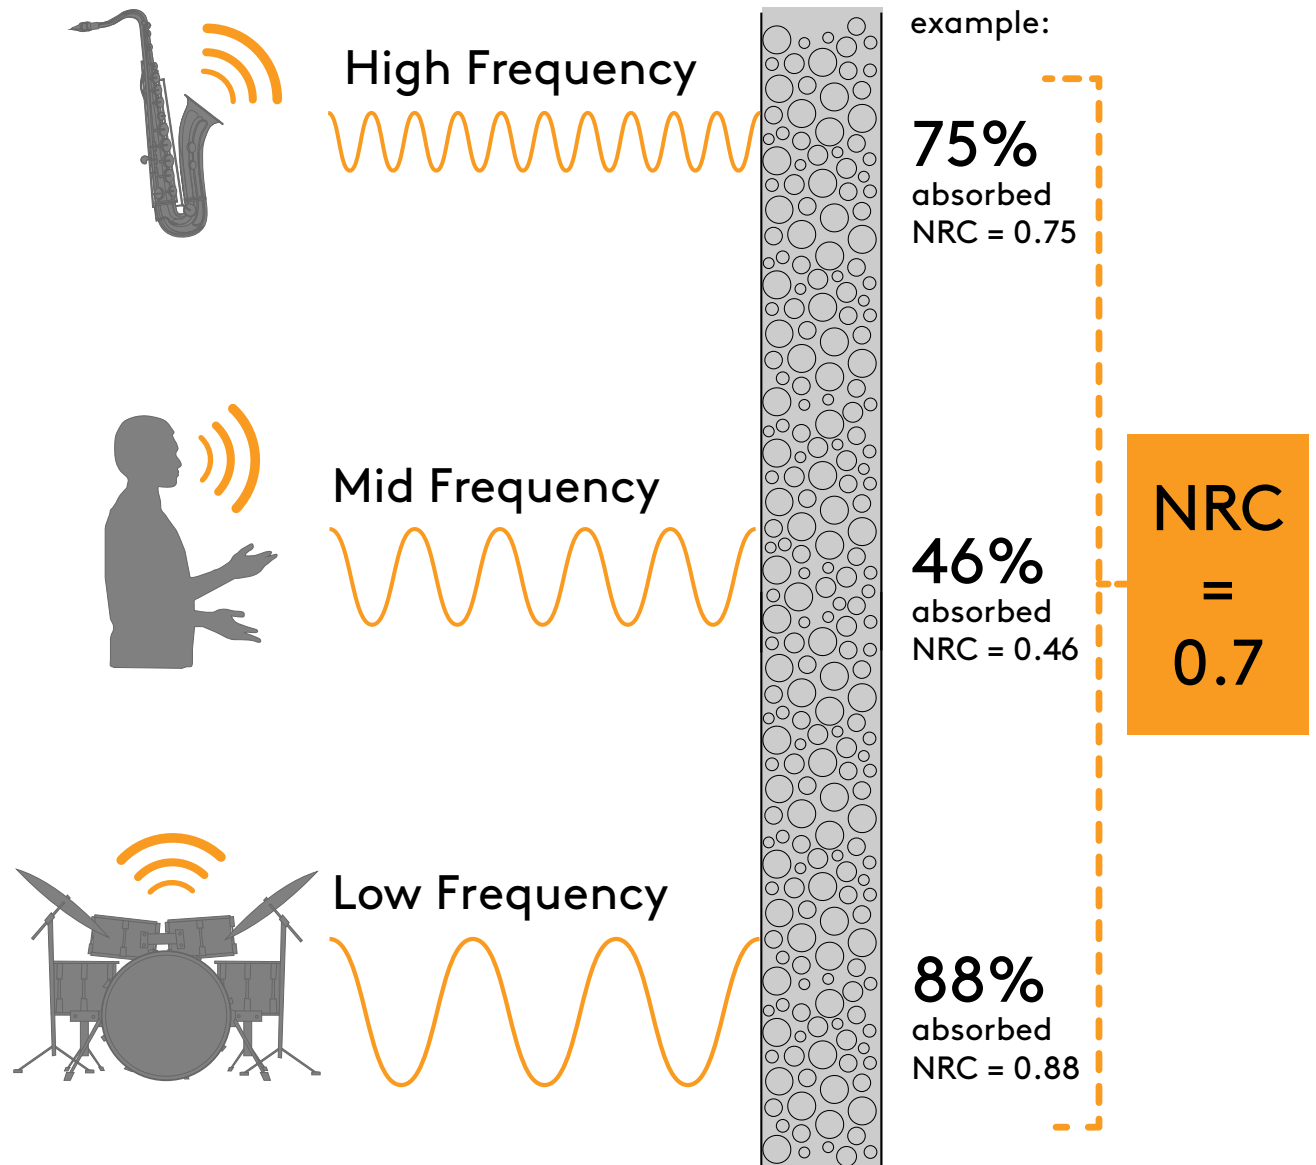 example:
High Frequency
75%
absorbed
NRC = 0.75
Mid Frequency
46%
absorbed
NRC = 0.46
NRC
=
0.7
Low Frequency
88%
absorbed
NRC = 0.88